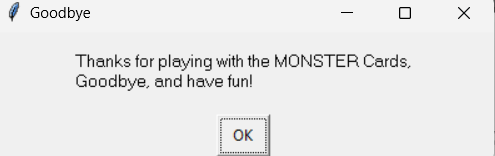 Goodbye
Thanks for playing with the MONSTER Cards,
Goodbye, and have fun!
OK